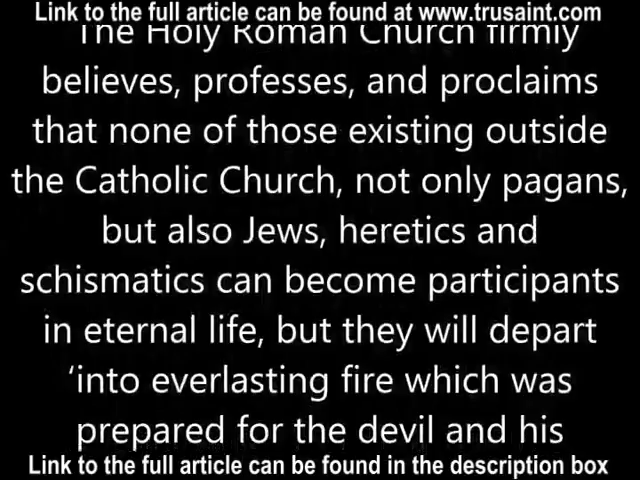 Link to the full article can be found at www.trusaint.com
The Holy Roman Church firmly
believes, professes, and proclaims
that none of those existing outside
the Catholic Church, not only pagans,
but also Jews, heretics and
schismatics can become participants
in eternal life, but they will depart
‘into everlasting fire which was
prepared for the devil and his
Link to the full article can be found in the description box